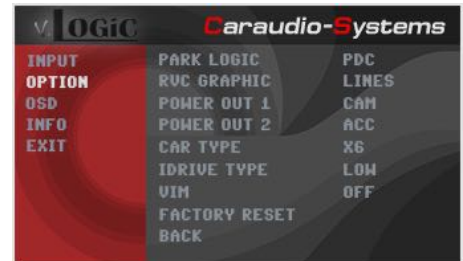 v.LOGiC Caraudio-Systems
INPUT PARK LOGIC PDC
OPTION RVC GRAPHIC LINES
OSD POWER OUT 1 CAM
INFO POWER OUT 2 ACC
EXIT CAR TYPE X6
IDRIVE TYPE LOW
VIM OFF
FACTORY RESET
BACK